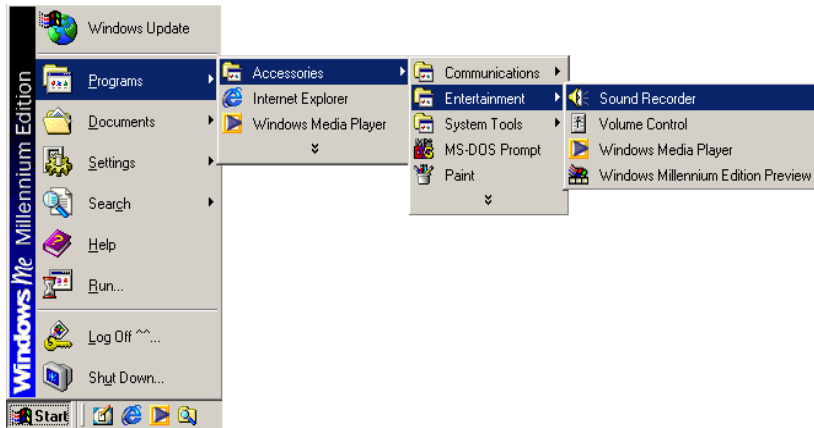 Windows Update
Programs
Documents
Settings
Search
Help
Run...
Log Off ^^...
Shut Down...
Windows Me Millennium Edition
Start
Accessories
Internet Explorer
Windows Media Player
Communications
Entertainment
System Tools
MS-DOS Prompt
Paint
Sound Recorder
Volume Control
Windows Media Player
Windows Millennium Edition Preview